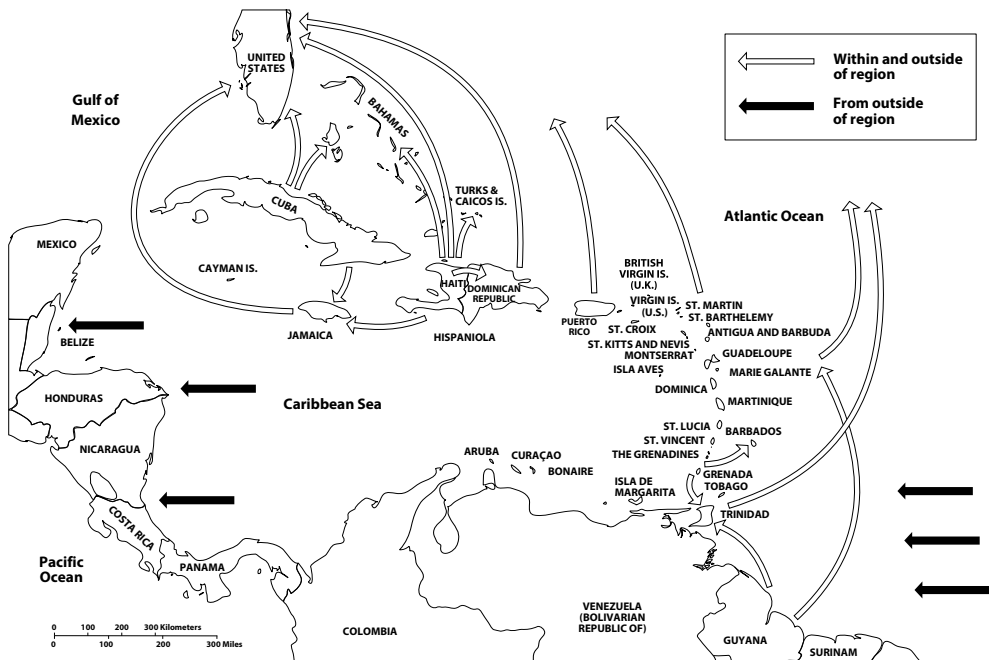 UNITED
STATES
Within and outside
of region
From outside
of region
Gulf of
Mexico
BAHAMAS
TURKS &
CAICOS IS.
CUBA
Atlantic Ocean
MEXICO
CAYMAN IS.
HAITI
DOMINICAN
REPUBLIC
BRITISH
VIRGIN IS.
(U.K.)
VIRGIN IS.
(U.S.)
ST. MARTIN
ST. BARTHELEMY
PUERTO
RICO
ST. CROIX
ANTIGUA AND BARBUDA
JAMAICA
HISPANIOLA
BELIZE
ST. KITTS AND NEVIS
MONTSERRAT
GUADELOUPE
ISLA AVES
MARIE GALANTE
HONDURAS
DOMINICA
Caribbean Sea
MARTINIQUE
NICARAGUA
ST. LUCIA
BARBADOS
ST. VINCENT
THE GRENADINES
ARUBA
CURAÇAO
BONAIRE
GRENADA
TOBAGO
ISLA DE
MARGARITA
TRINIDAD
COSTA RICA
Pacific
Ocean
PANAMA
VENEZUELA
(BOLIVARIAN
REPUBLIC OF)
COLOMBIA
GUYANA
SURINAM
0 100 200 300 Kilometers
0 100 200 300 Miles